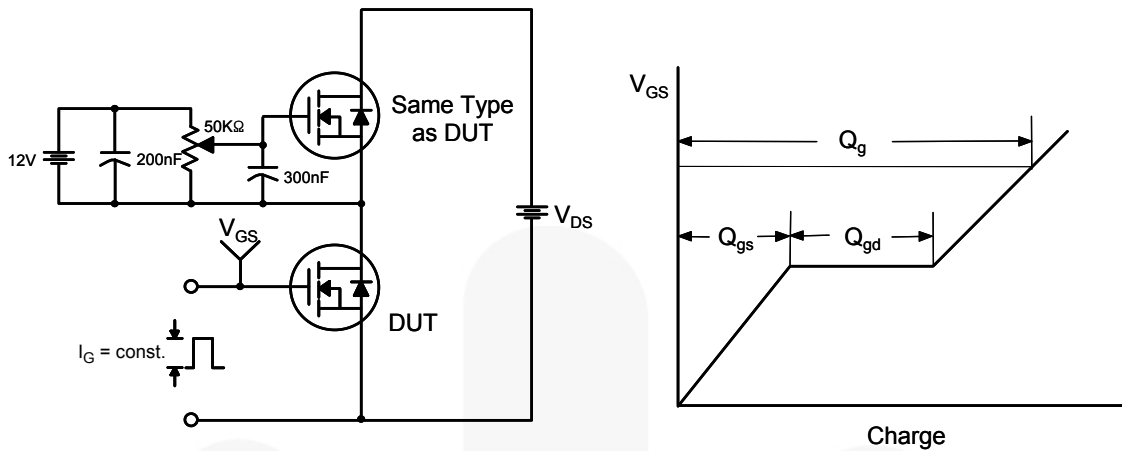 12V
200nF
50KΩ
300nF
Same Type
as DUT
V_GS
DUT
I_G = const.
V_DS
V_GS
Q_g
Q_gs
Q_gd
Charge